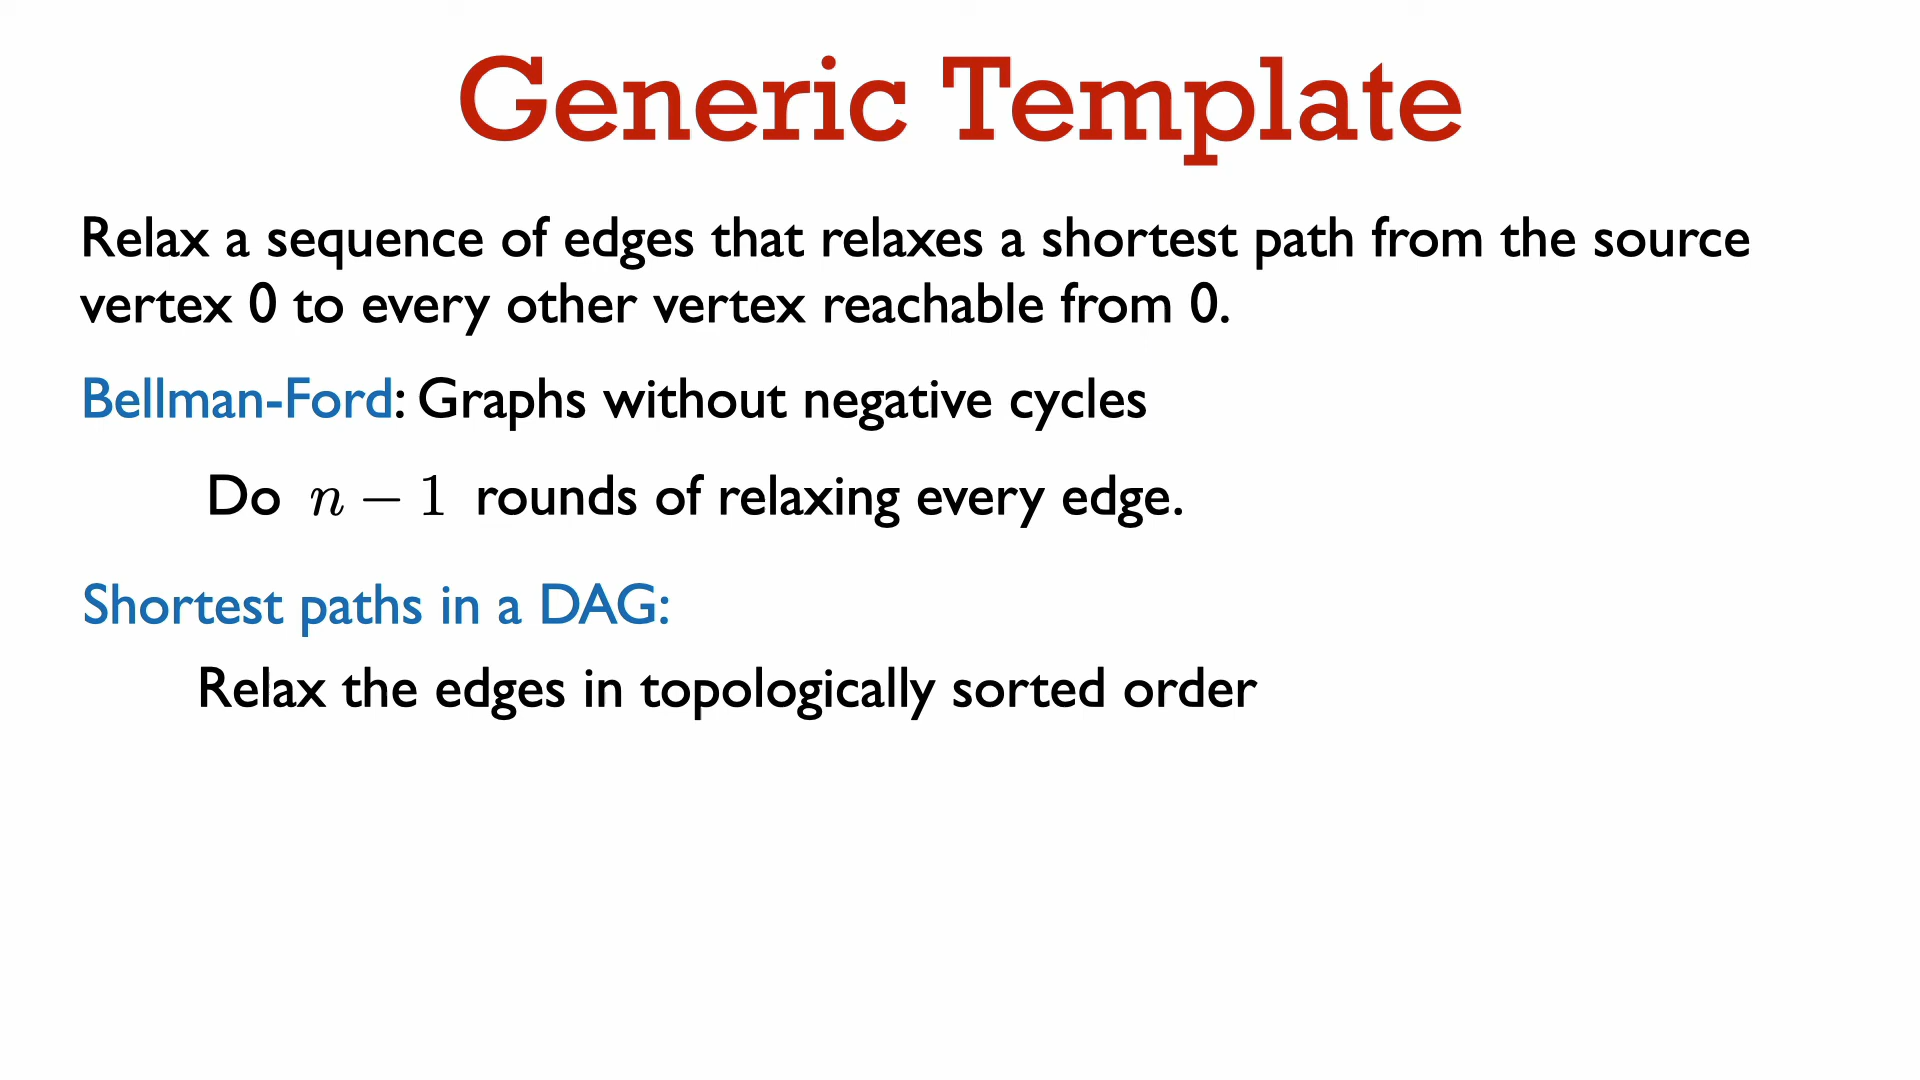 Generic Template
Relax a sequence of edges that relaxes a shortest path from the source
vertex 0 to every other vertex reachable from 0.
Bellman-Ford: Graphs without negative cycles
Do n − 1 rounds of relaxing every edge.
Shortest paths in a DAG:
Relax the edges in topologically sorted order